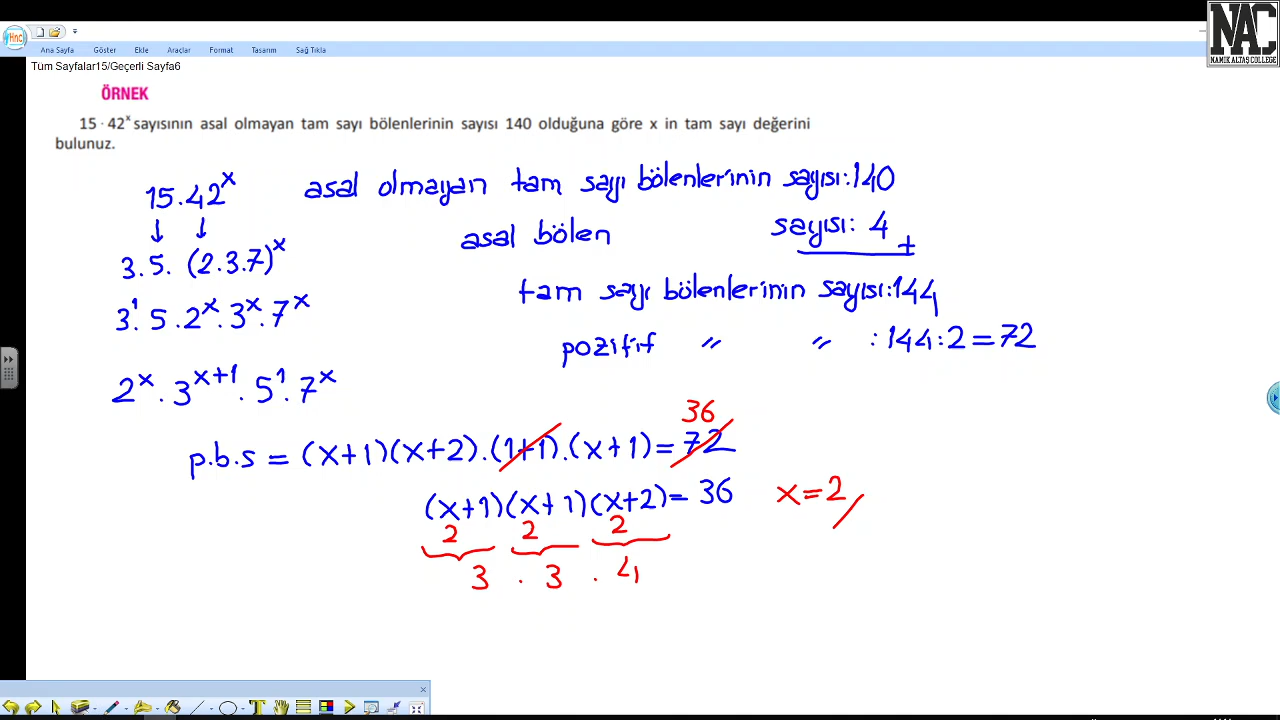 NAC
NAMIK ALTAŞ COLLEGE
Hnc
Ana Sayfa Göster Ekle Araçlar Format Tasarım Sağ Tıkla
Tüm Sayfalar15/Geçerli Sayfa6
ÖRNEK
15 · 42^x sayısının asal olmayan tam sayı bölenlerinin sayısı 140 olduğuna göre x in tam sayı değerini
bulunuz.
15.42^x asal olmayan tam sayı bölenlerinin sayısı:140
↓ ↓ asal bölen sayısı: 4
+
3.5.(2.3.7)^x
tam sayı bölenlerinin sayısı:144
3^1.5.2^x.3^x.7^x
pozitif " " :144:2=72
2^x.3^x+1.5^1.7^x
36
p.b.s = (x+1)(x+2).(1+1).(x+1)=72
(x+1)(x+1)(x+2)=36 x=2
2 2 2
3 . 3 . 4